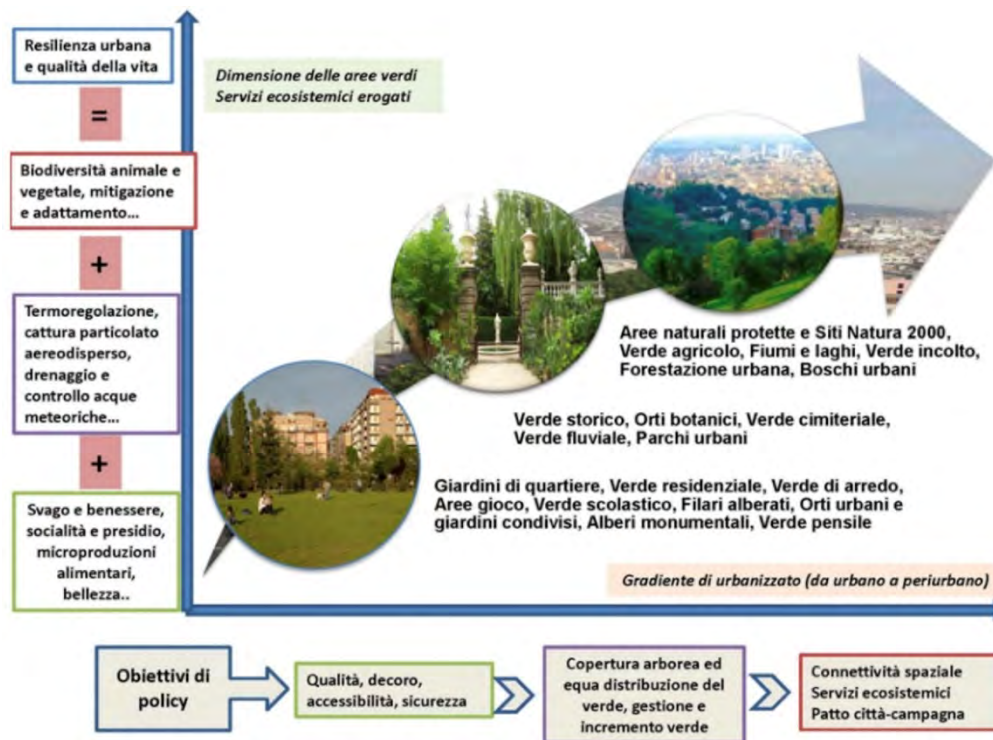 Resilienza urbana
e qualità della vita
=
Biodiversità animale e
vegetale, mitigazione
e adattamento...
+
Termoregolazione,
cattura particolato
aereodisperso,
drenaggio e
controllo acque
meteoriche...
+
Svago e benessere,
socialità e presidio,
microproduzioni
alimentari,
bellezza..
Dimensione delle aree verdi
Servizi ecosistemici erogati
Aree naturali protette e Siti Natura 2000,
Verde agricolo, Fiumi e laghi, Verde incolto,
Forestazione urbana, Boschi urbani
Verde storico, Orti botanici, Verde cimiteriale,
Verde fluviale, Parchi urbani
Giardini di quartiere, Verde residenziale, Verde di arredo,
Aree gioco, Verde scolastico, Filari alberati, Orti urbani e
giardini condivisi, Alberi monumentali, Verde pensile
Gradiente di urbanizzato (da urbano a periurbano)
Obiettivi di
policy
Qualità, decoro,
accessibilità, sicurezza
Copertura arborea ed
equa distribuzione del
verde, gestione e
incremento verde
Connettività spaziale
Servizi ecosistemici
Patto città-campagna